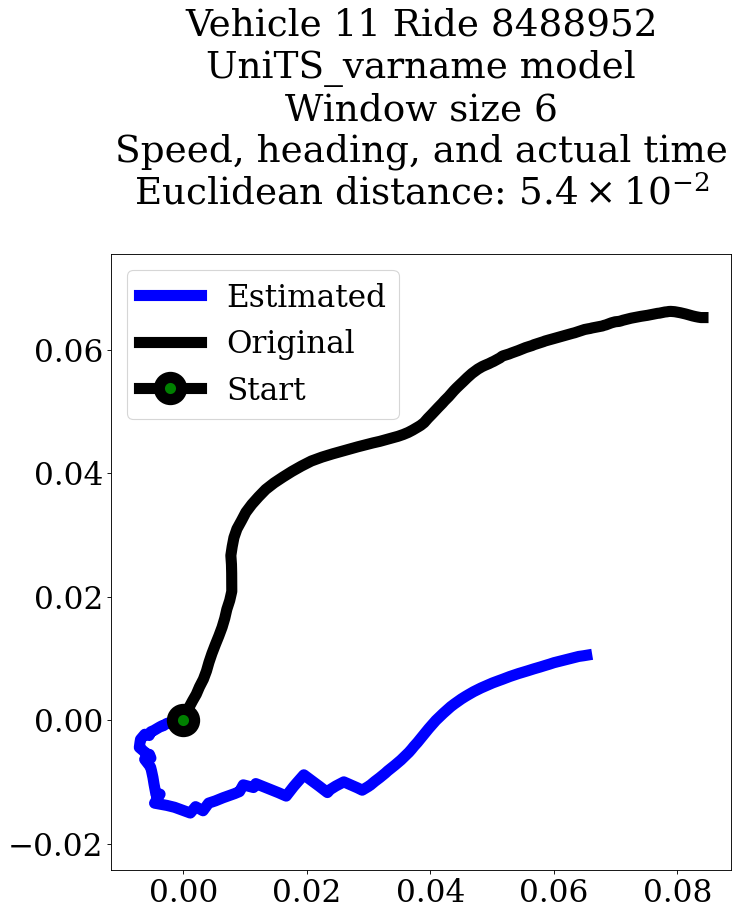 Vehicle 11 Ride 8488952
UniTS_varname model
Window size 6
Speed, heading, and actual time
Euclidean distance: 5.4 × 10⁻²
Estimated
Original
Start
0.06
0.04
0.02
0.00
−0.02
0.00 0.02 0.04 0.06 0.08